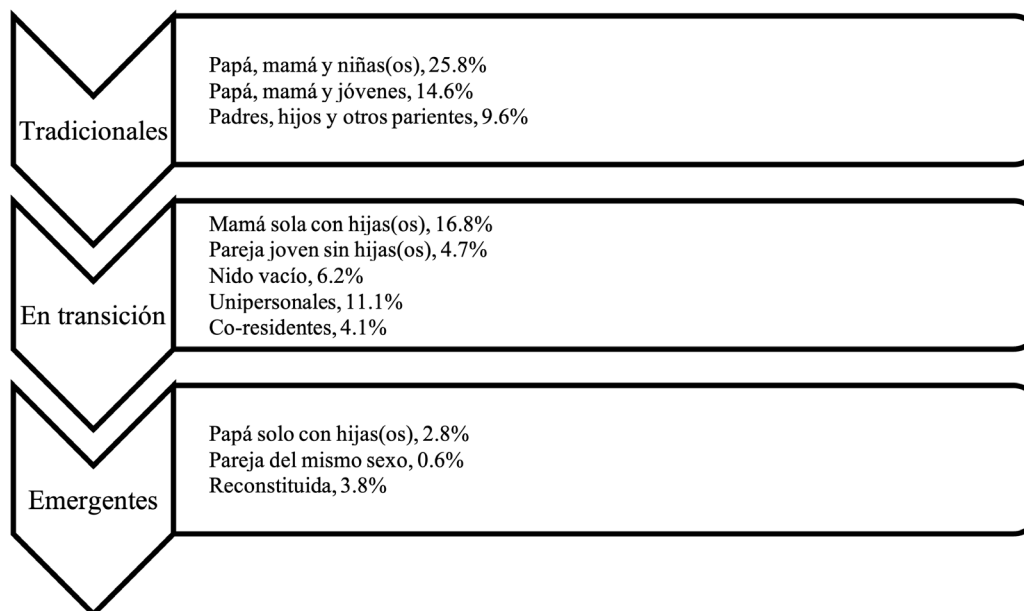 Tradicionales
Papá, mamá y niñas(os), 25.8%
Papá, mamá y jóvenes, 14.6%
Padres, hijos y otros parientes, 9.6%
En transición
Mamá sola con hijas(os), 16.8%
Pareja joven sin hijas(os), 4.7%
Nido vacío, 6.2%
Unipersonales, 11.1%
Co-residentes, 4.1%
Emergentes
Papá solo con hijas(os), 2.8%
Pareja del mismo sexo, 0.6%
Reconstituida, 3.8%